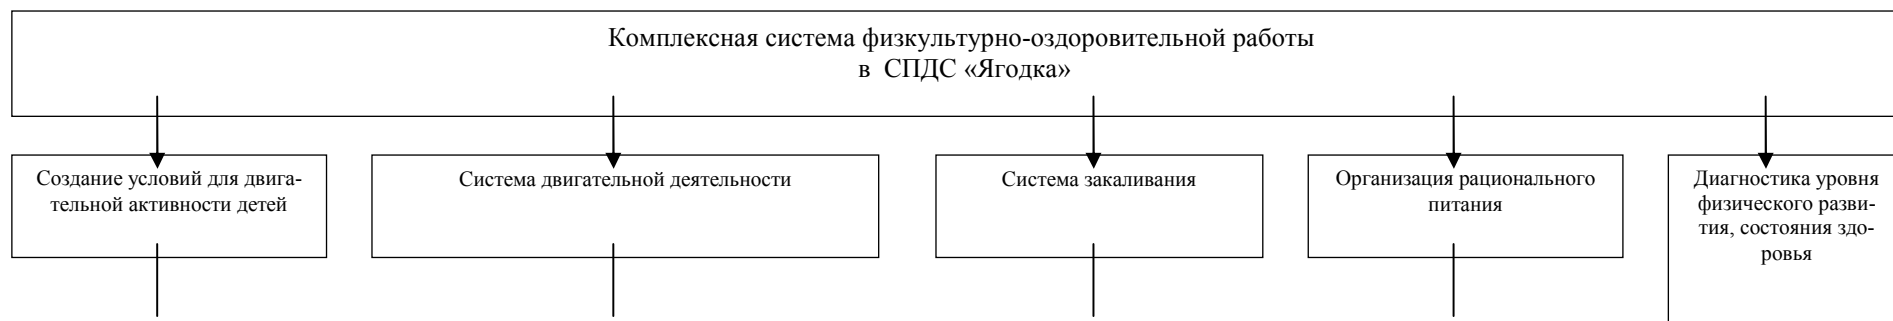 Комплексная система физкультурно-оздоровительной работы
в СПДС «Ягодка»
Создание условий для двига-
тельной активности детей
Система двигательной деятельности
Система закаливания
Организация рационального
питания
Диагностика уровня
физического разви-
тия, состояния здо-
ровья